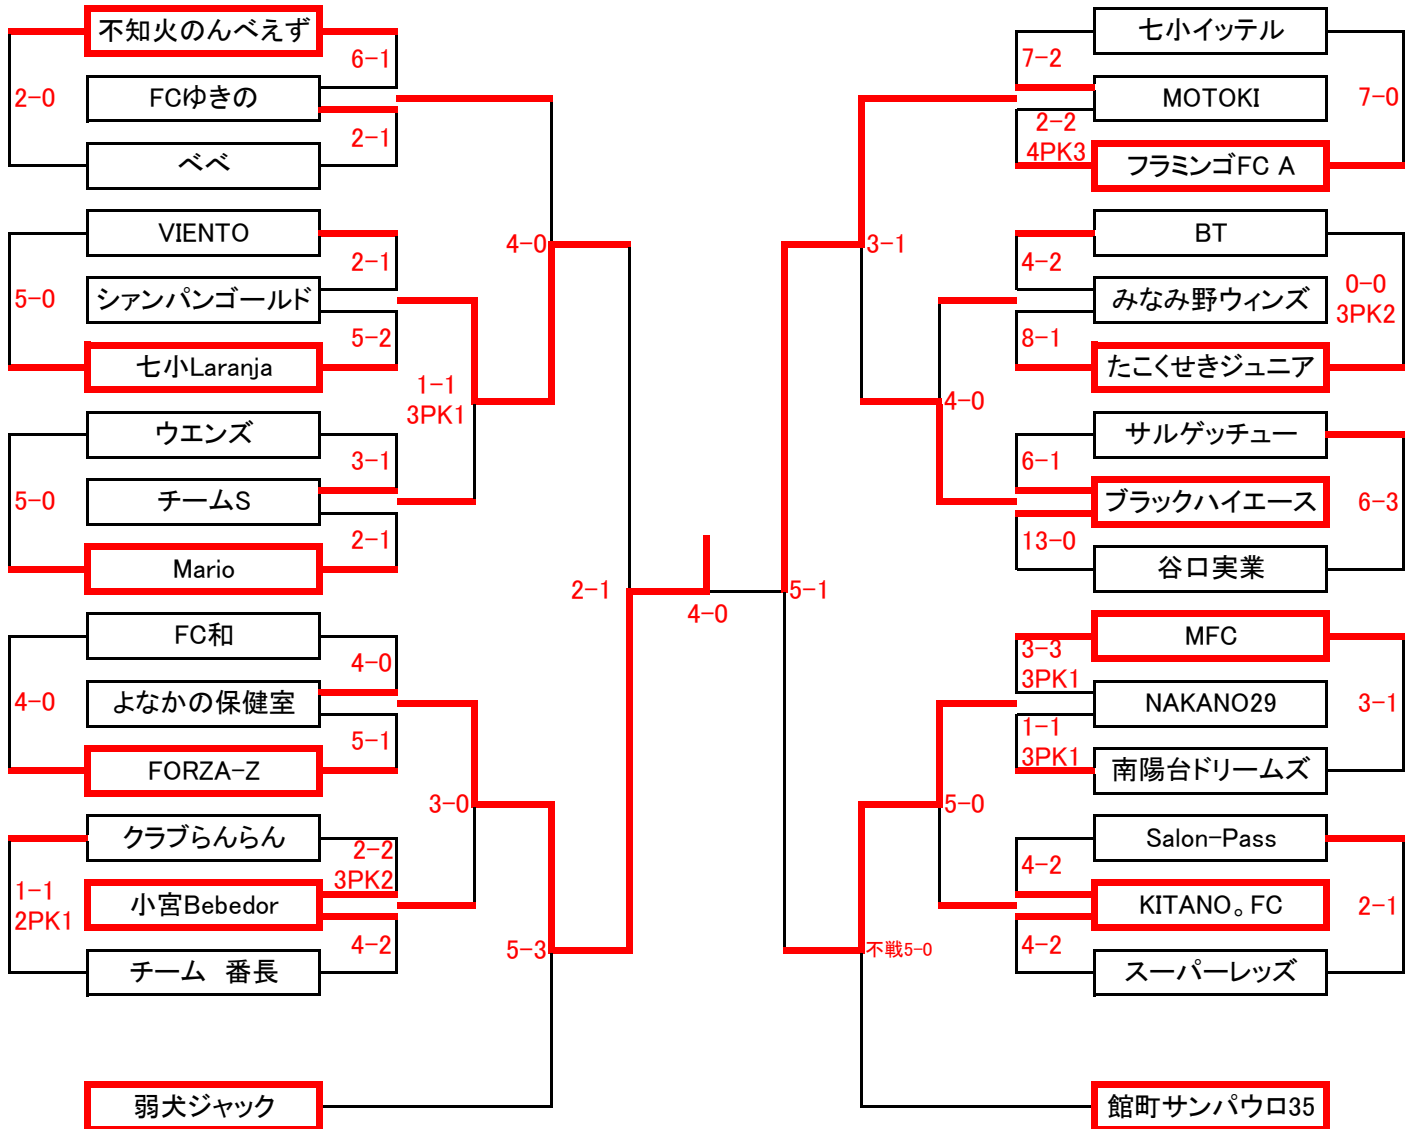 不知火のんべえず
6-1
2-0
FCゆきの
2-1
ベベ
VIENTO
2-1
5-0
シァンパンゴールド
5-2
七小Laranja
4-0
1-1
3PK1
ウエンズ
3-1
5-0
チームS
2-1
Mario
2-1
FC和
4-0
4-0
よなかの保健室
5-1
FORZA-Z
3-0
クラブらんらん
2-2
3PK2
1-1
2PK1
小宮Bebedor
4-2
チーム 番長
5-3
弱犬ジャック
4-0
七小イッテル
7-2
MOTOKI
7-0
2-2
4PK3
フラミンゴFC A
3-1
BT
4-2
みなみ野ウィンズ
0-0
3PK2
8-1
たこくせきジュニア
4-0
サルゲッチュー
6-1
ブラックハイエース
6-3
13-0
谷口実業
5-1
MFC
3-3
3PK1
NAKANO29
3-1
1-1
3PK1
南陽台ドリームズ
5-0
Salon-Pass
4-2
KITANO。FC
2-1
4-2
スーパーレッズ
不戦5-0
館町サンパウロ35